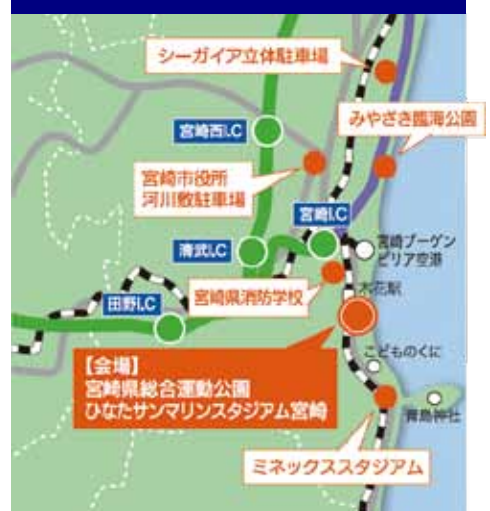 シーガイア立体駐車場
みやざき臨海公園
宮崎西I.C
宮崎市役所
河川敷駐車場
宮崎I.C
清武I.C
宮崎ブーゲン
ビリア空港
宮崎県消防学校
木花駅
田野I.C
【会場】
宮崎県総合運動公園
ひなたサンマリンスタジアム宮崎
こどものくに
青島神社
ミネックススタジアム